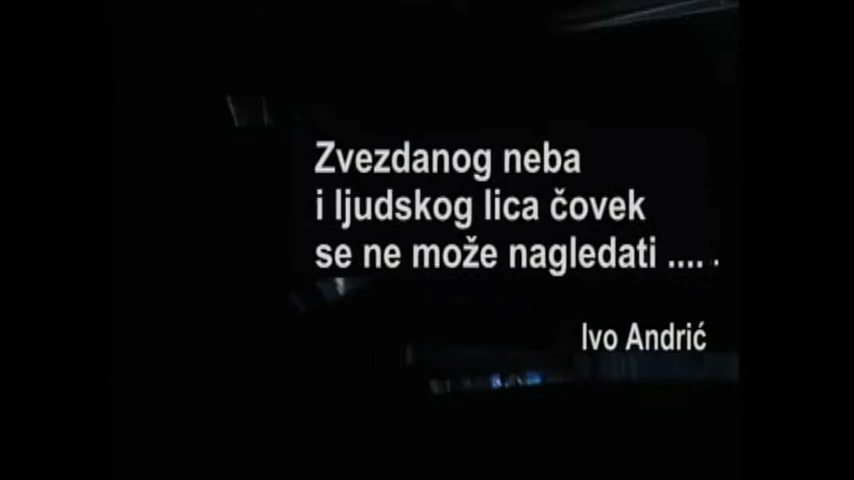 Zvezdanog neba
i ljudskog lica čovek
se ne može nagledati .... .
Ivo Andrić